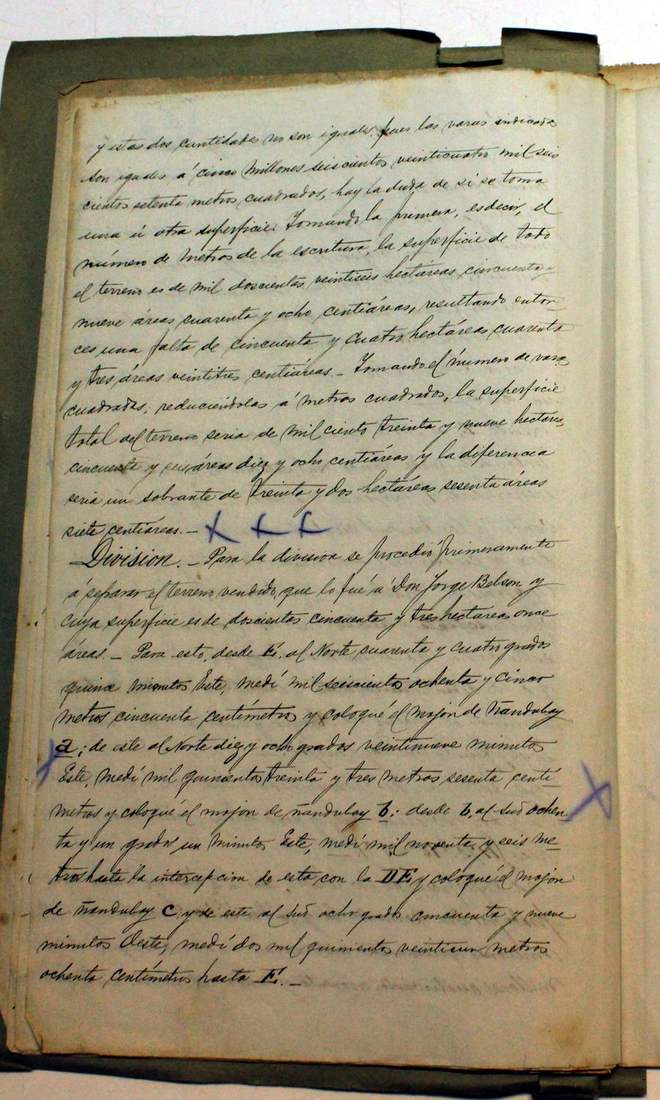 y estas dos cantidades no son iguales, pues las varas indicadas
son iguales á cinco millones seiscientos veinticuatro mil seis
cientos setenta metros cuadrados, hay la duda de si se toma
una ú otra superficie. Tomando la primera, es decir, el
número de metros de la escritura, la superficie de todo
el terreno es de mil doscientas veintiseis hectáreas cincuenta
nueve áreas cuarenta y ocho centiáreas, resultando enton
ces una falta de cincuenta y cuatro hectáreas cuarenta
y tres áreas veintitres centiáreas. - Tomando el número de varas
cuadradas, reduciéndolas á metros cuadrados, la superficie
total del terreno seria de mil ciento treinta y nueve hectáreas
cincuenta y seis áreas diez y ocho centiáreas y la diferencia
seria un sobrante de treinta y dos hectáreas sesenta áreas
siete centiáreas. -
Division. - Para la division se procedió primeramente
á separar el terreno vendido, que lo fué á Don Jorge Belson y
cuya superficie es de doscientas cincuenta y tres hectareas once
áreas. - Para esto, desde E, al Norte cuarenta y cuatro grados
quince minutos Este, medí mil seiscientos ochenta y cinco
metros cincuenta centímetros y coloqué el mojon de ñandubay
a; de este al Norte diez y ocho grados veintinueve minutos
Este, medí mil quinientos treinta y tres metros sesenta centí-
metros y coloqué el mojon de ñandubay b; desde b, al sud ochen
ta y un grados un minuto Este, medí mil noventa y seis me-
tros hasta la intercepcion de esta con la DE y coloqué el mojon
de ñandubay C y de este al sud ocho grados cincuenta y nueve
minutos Oeste, medí dos mil quinientos veintiun metros
ochenta centímetros hasta E. -